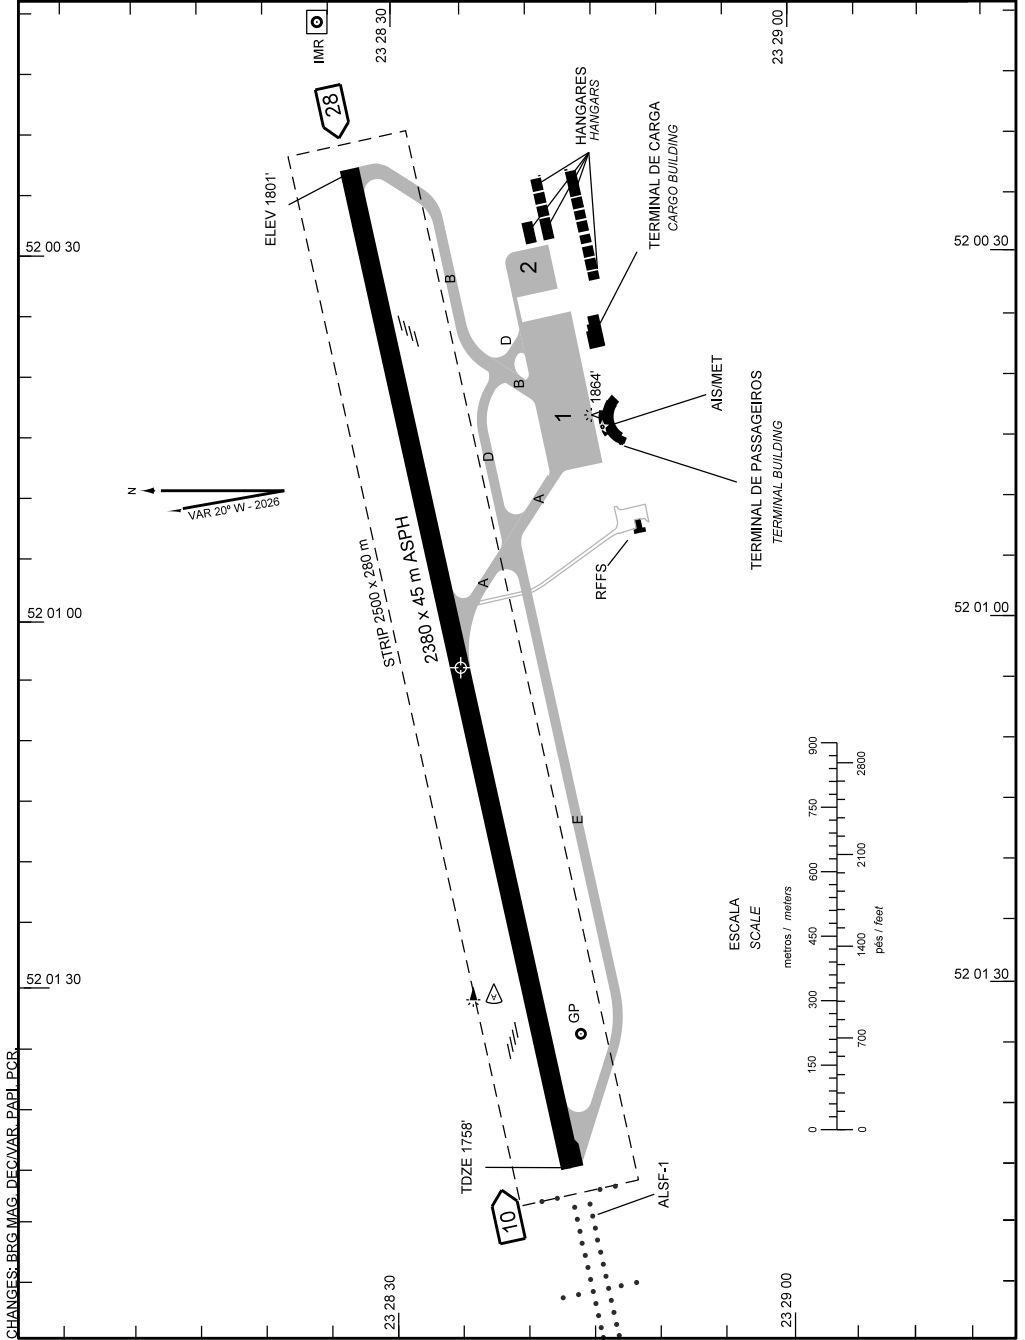 IMR
23 28 30
23 29 00
28
ELEV 1801'
HANGARES
HANGARS
TERMINAL DE CARGA
CARGO BUILDING
52 00 30
52 00 30
B
2
D
B
1864'
1
AIS/MET
TERMINAL DE PASSAGEIROS
TERMINAL BUILDING
N
VAR 20º W - 2026
D
A
STRIP 2500 x 280 m
2380 x 45 m ASPH
A
RFFS
52 01 00
52 01 00
E
ESCALA
SCALE
metros / meters
0 150 300 450 600 750 900
0 700 1400 2100 2800
pés / feet
52 01 30
52 01 30
A
GP
TDZE 1758'
10
ALSF-1
23 28 30
23 29 00
CHANGES: BRG MAG, DEC/VAR, PAPI, PCR.